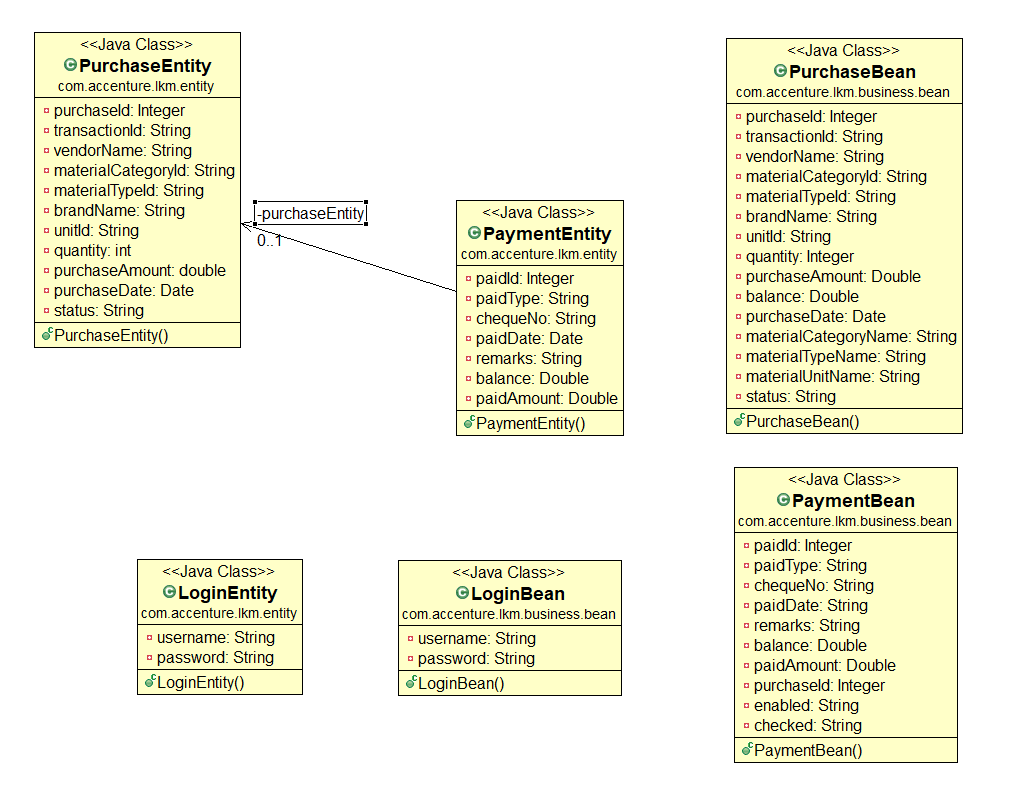 <<Java Class>>
PurchaseEntity
com.accenture.lkm.entity
purchaseId: Integer
transactionId: String
vendorName: String
materialCategoryId: String
materialTypeId: String
brandName: String
unitId: String
quantity: int
purchaseAmount: double
purchaseDate: Date
status: String
PurchaseEntity()
-purchaseEntity
0..1
<<Java Class>>
PaymentEntity
com.accenture.lkm.entity
paidId: Integer
paidType: String
chequeNo: String
paidDate: Date
remarks: String
balance: Double
paidAmount: Double
PaymentEntity()
<<Java Class>>
PurchaseBean
com.accenture.lkm.business.bean
purchaseId: Integer
transactionId: String
vendorName: String
materialCategoryId: String
materialTypeId: String
brandName: String
unitId: String
quantity: Integer
purchaseAmount: Double
balance: Double
purchaseDate: Date
materialCategoryName: String
materialTypeName: String
materialUnitName: String
status: String
PurchaseBean()
<<Java Class>>
LoginEntity
com.accenture.lkm.entity
username: String
password: String
LoginEntity()
<<Java Class>>
LoginBean
com.accenture.lkm.business.bean
username: String
password: String
LoginBean()
<<Java Class>>
PaymentBean
com.accenture.lkm.business.bean
paidId: Integer
paidType: String
chequeNo: String
paidDate: String
remarks: String
balance: Double
paidAmount: Double
purchaseId: Integer
enabled: String
checked: String
PaymentBean()